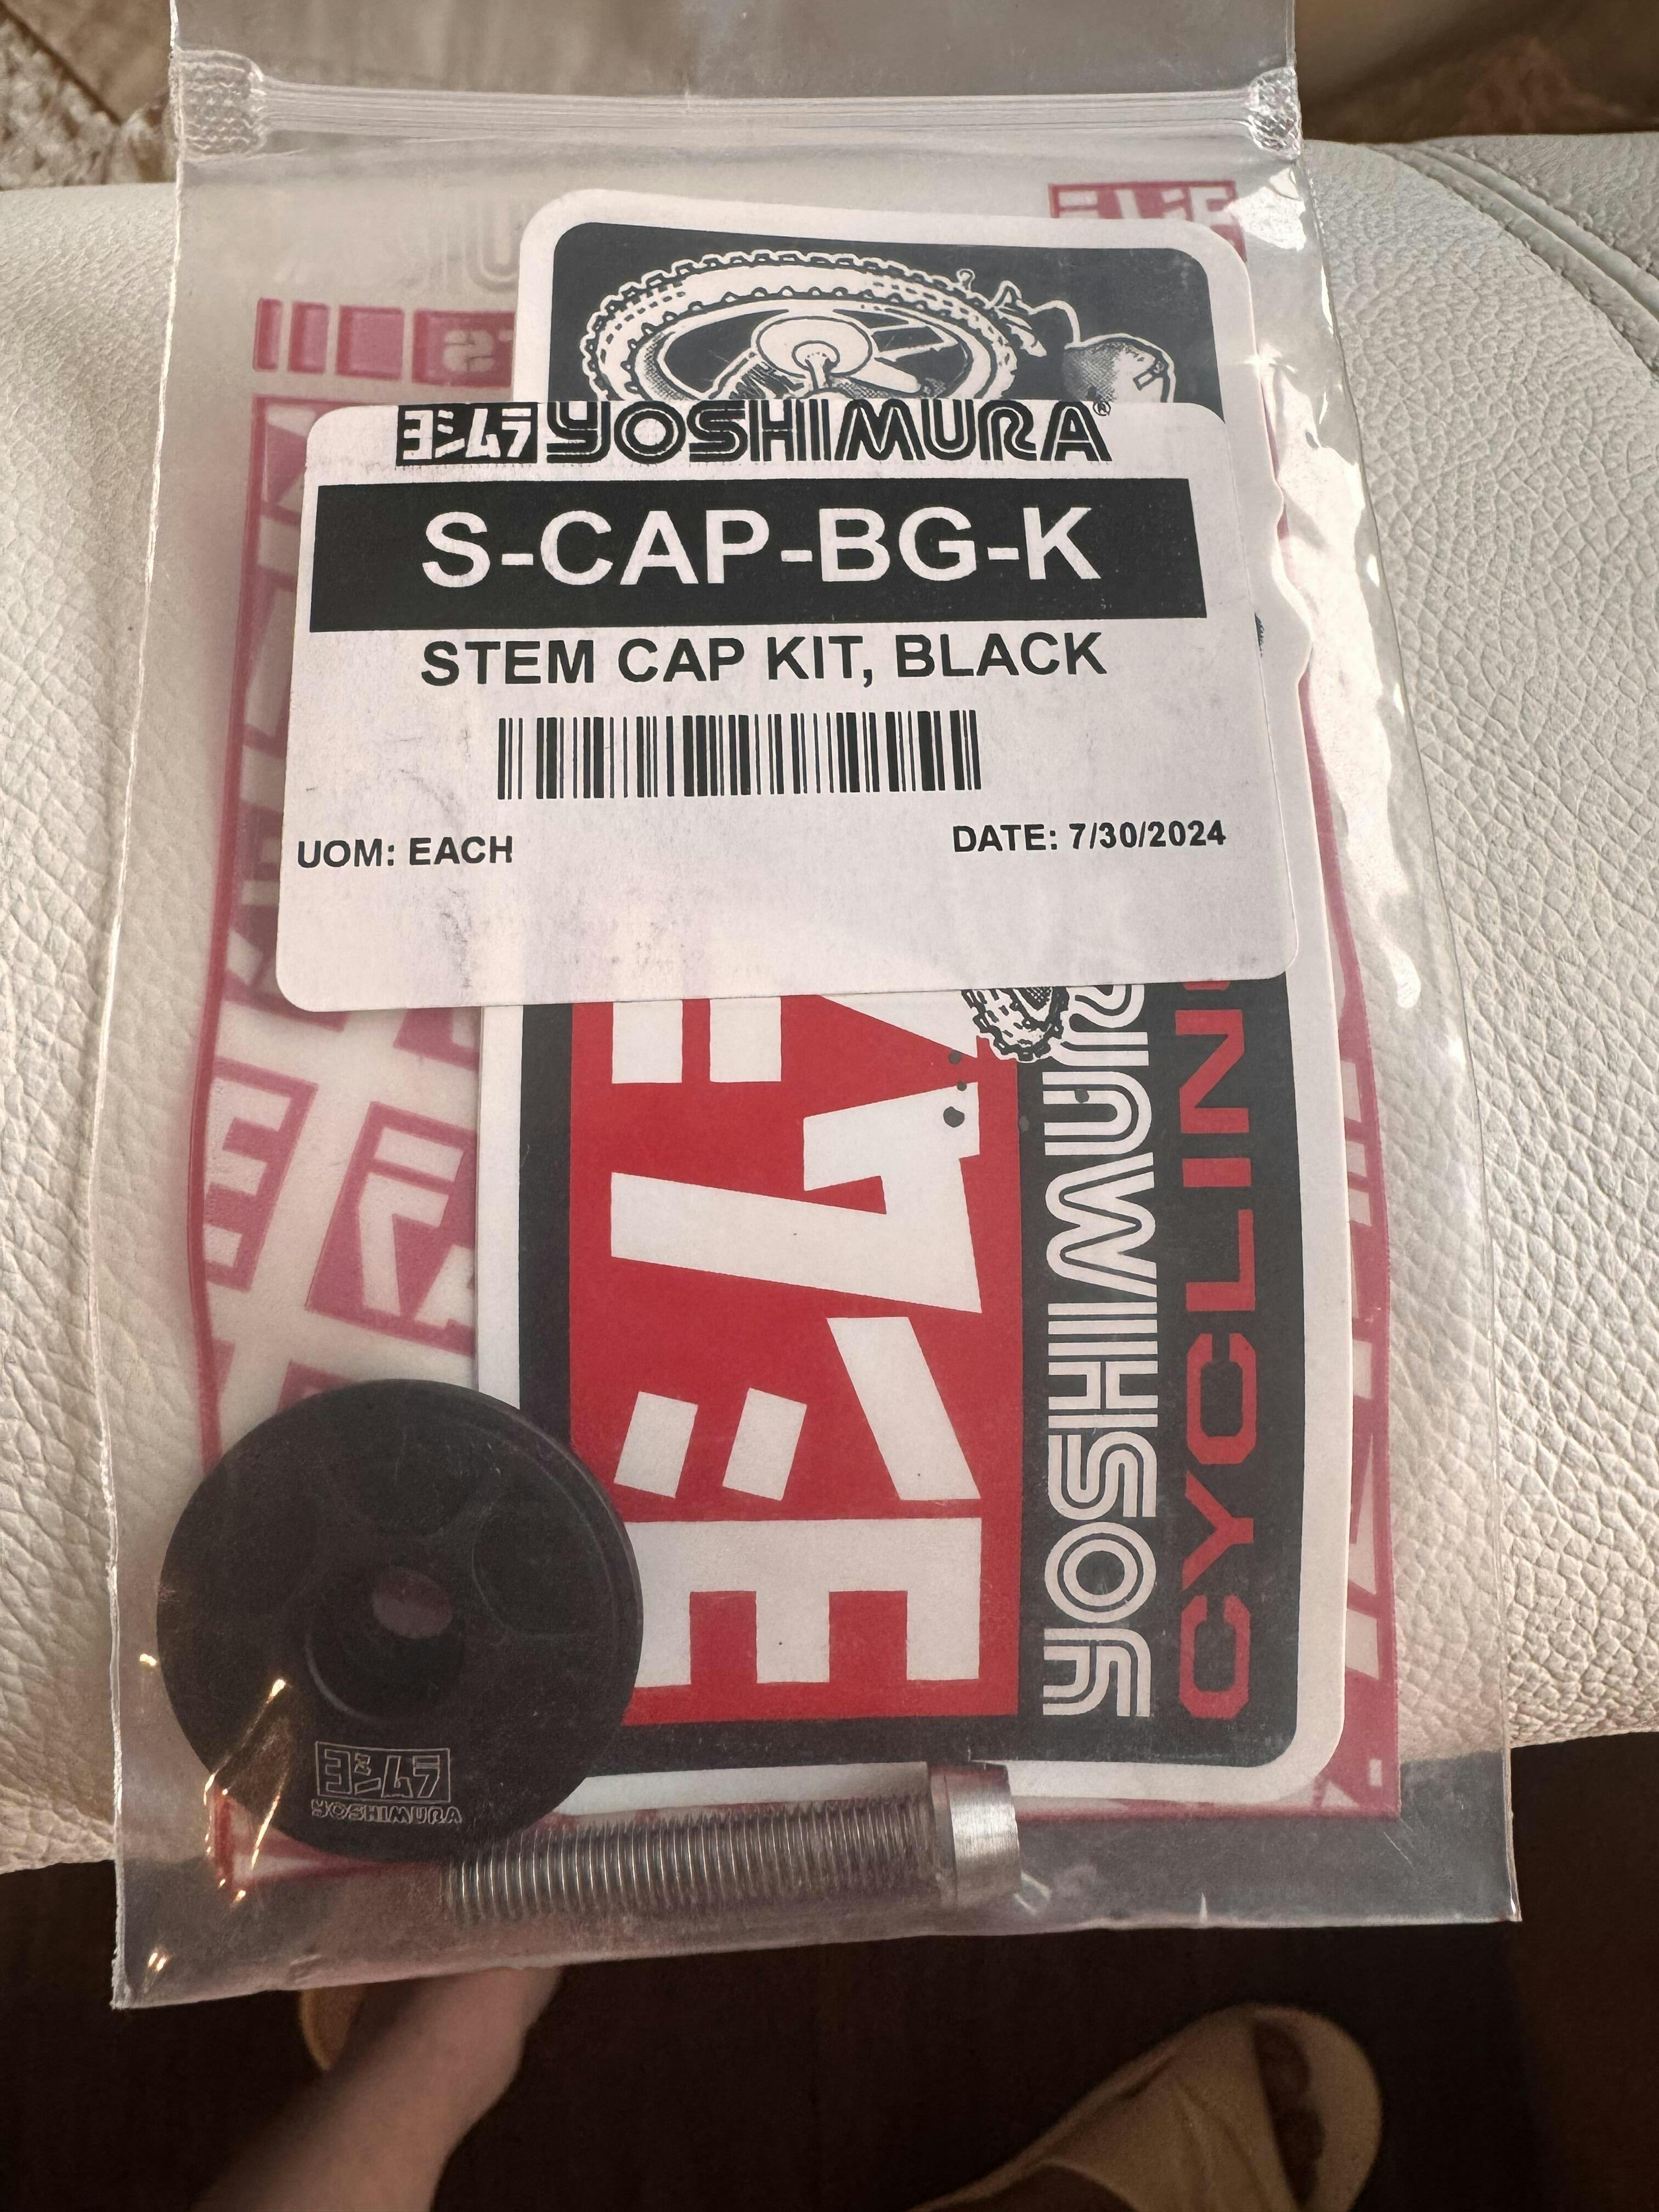 ヨシムラ YOSHIMURA®
S-CAP-BG-K
STEM CAP KIT, BLACK
UOM: EACH
DATE: 7/30/2024
ヨシムラ
YOSHIMURA
CYCLIN
ヨシムラ
YOSHIMURA